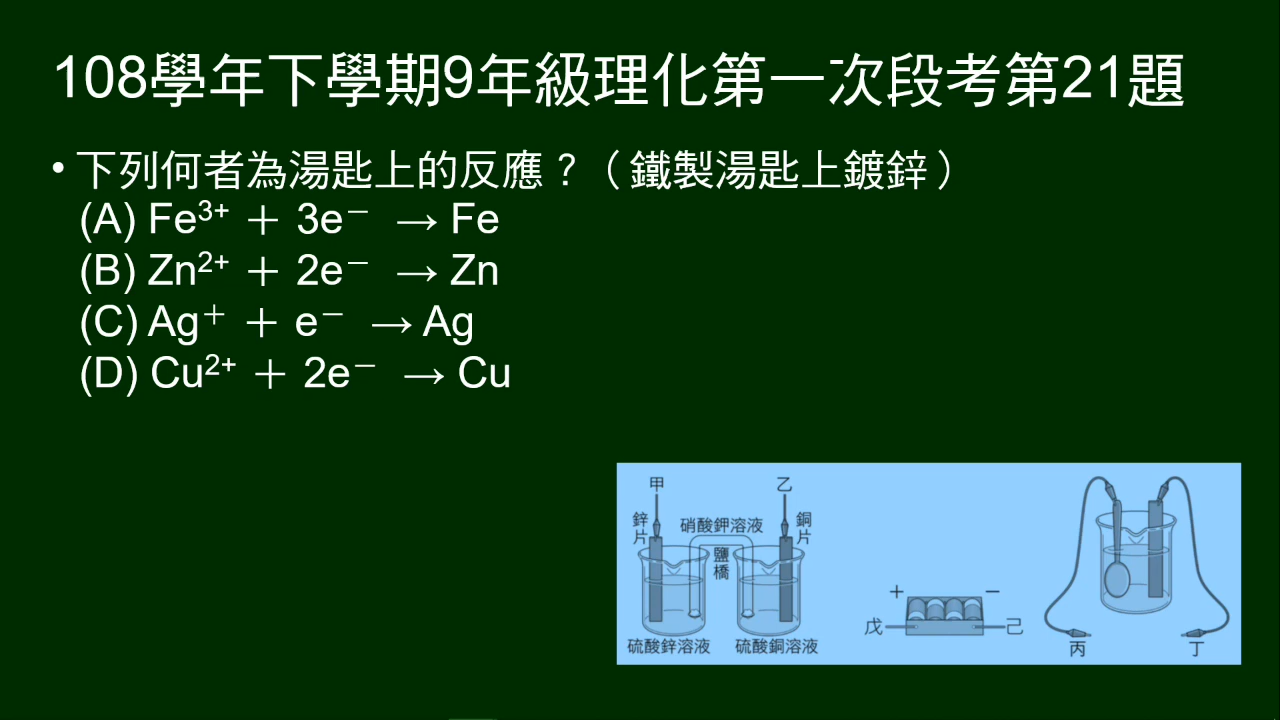 108學年下學期9年級理化第一次段考第21題
• 下列何者為湯匙上的反應？（鐵製湯匙上鍍鋅）
(A) Fe³⁺ ＋ 3e⁻ → Fe
(B) Zn²⁺ ＋ 2e⁻ → Zn
(C) Ag⁺ ＋ e⁻ → Ag
(D) Cu²⁺ ＋ 2e⁻ → Cu
甲 乙
鋅片 硝酸鉀溶液 銅片
鹽橋
＋ －
戊 己
硫酸鋅溶液 硫酸銅溶液
丙 丁